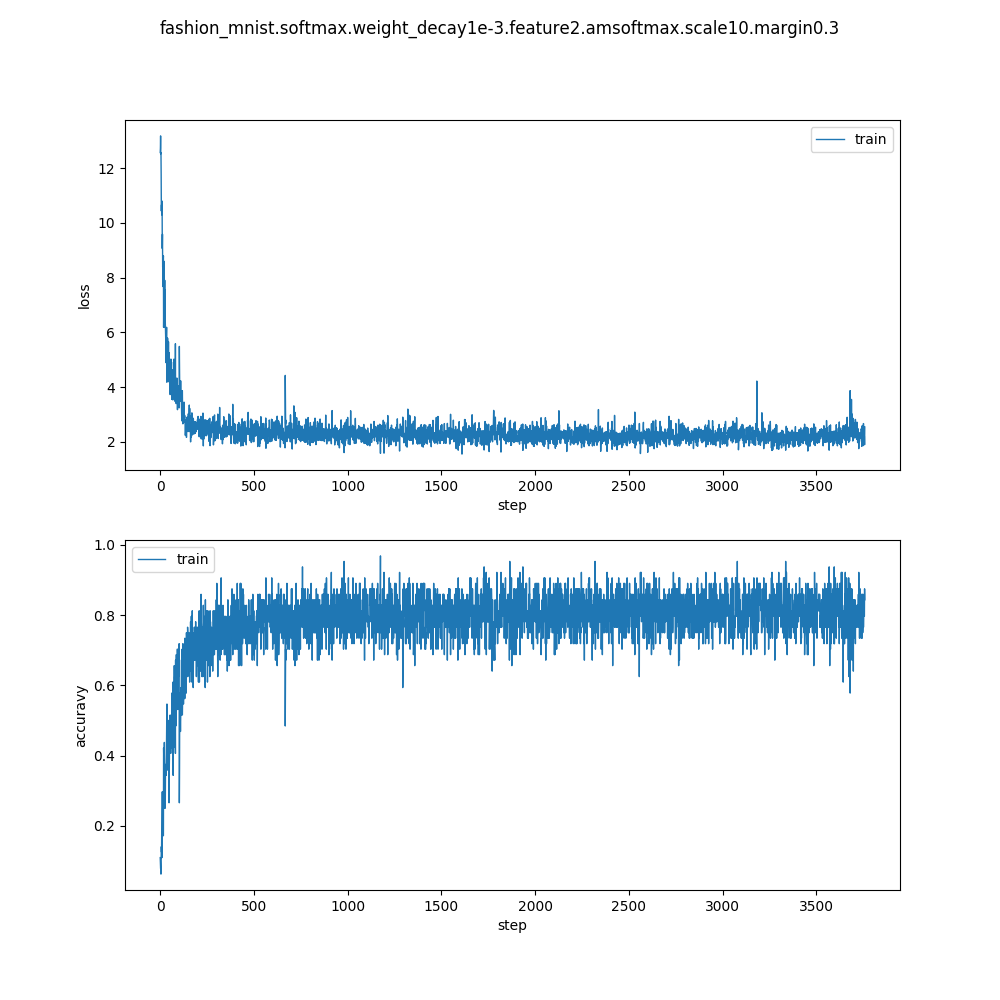 fashion_mnist.softmax.weight_decay1e-3.feature2.amsoftmax.scale10.margin0.3
train
12
10
8
6
4
2
loss
0 500 1000 1500 2000 2500 3000 3500
step
train
1.0
0.8
0.6
0.4
0.2
accuravy
0 500 1000 1500 2000 2500 3000 3500
step